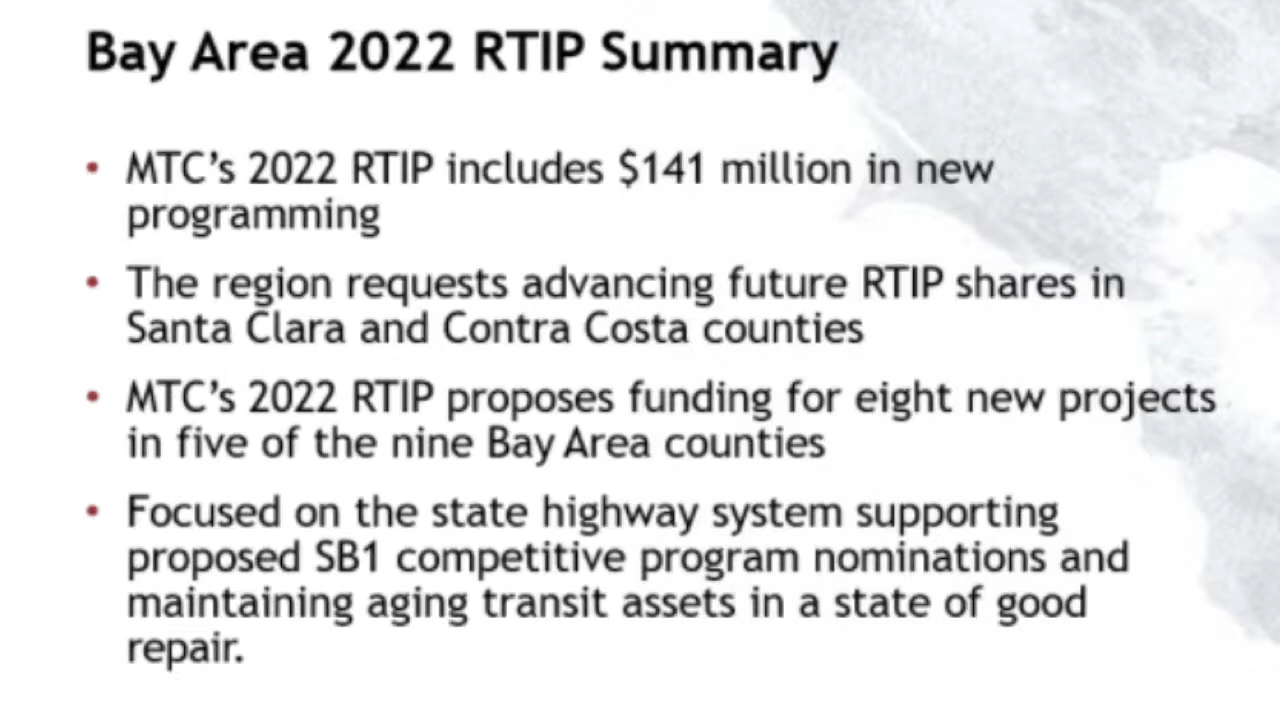 Bay Area 2022 RTIP Summary
• MTC's 2022 RTIP includes $141 million in new
programming
• The region requests advancing future RTIP shares in
Santa Clara and Contra Costa counties
• MTC's 2022 RTIP proposes funding for eight new projects
in five of the nine Bay Area counties
• Focused on the state highway system supporting
proposed SB1 competitive program nominations and
maintaining aging transit assets in a state of good
repair.